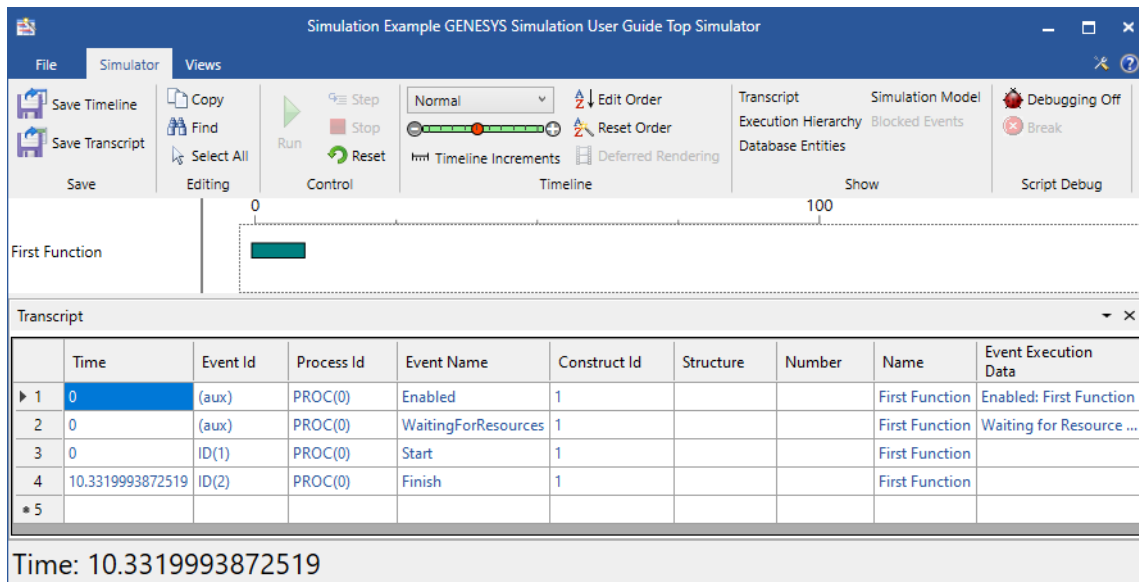 Simulation Example GENESYS Simulation User Guide Top Simulator
File Simulator Views
Save Timeline
Save Transcript
Save
Copy
Find
Select All
Editing
Run
Step
Stop
Reset
Control
Normal
Timeline Increments
Edit Order
Reset Order
Deferred Rendering
Timeline
Transcript Simulation Model
Execution Hierarchy Blocked Events
Database Entities
Show
Debugging Off
Break
Script Debug
0 100
First Function
Transcript
Time Event Id Process Id Event Name Construct Id Structure Number Name Event Execution Data
1 0 (aux) PROC(0) Enabled 1 First Function Enabled: First Function
2 0 (aux) PROC(0) WaitingForResources 1 First Function Waiting for Resource ...
3 0 ID(1) PROC(0) Start 1 First Function
4 10.3319993872519 ID(2) PROC(0) Finish 1 First Function
5
Time: 10.3319993872519